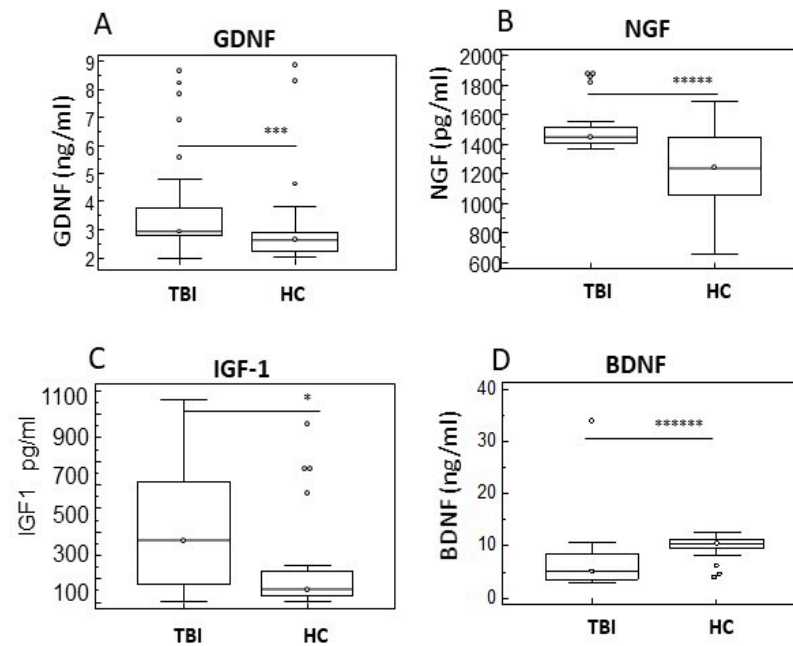 A
GDNF
GDNF (ng/ml)
9
8
7
6
5
4
3
2
***
TBI
HC
B
NGF
NGF (pg/ml)
2000
1800
1600
1400
1200
1000
800
600
*****
TBI
HC
C
IGF-1
IGF1 pg/ml
1100
900
700
500
300
100
*
TBI
HC
D
BDNF
BDNF (ng/ml)
40
30
20
10
0
******
TBI
HC